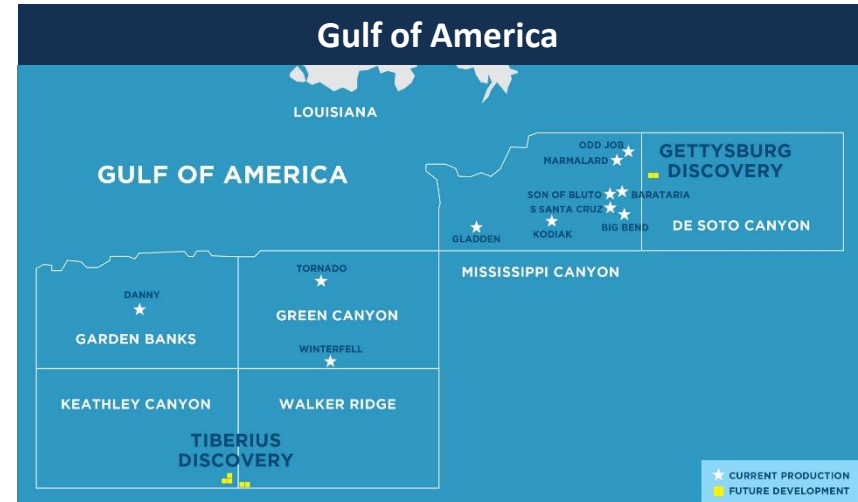 Gulf of America
LOUISIANA
GULF OF AMERICA
ODD JOB
MARMALARD
GETTYSBURG
DISCOVERY
SON OF BLUTO
BARATARIA
S SANTA CRUZ
GLADDEN
KODIAK
BIG BEND
DE SOTO CANYON
MISSISSIPPI CANYON
TORNADO
DANNY
GREEN CANYON
GARDEN BANKS
WINTERFELL
KEATHLEY CANYON
WALKER RIDGE
TIBERIUS
DISCOVERY
CURRENT PRODUCTION
FUTURE DEVELOPMENT